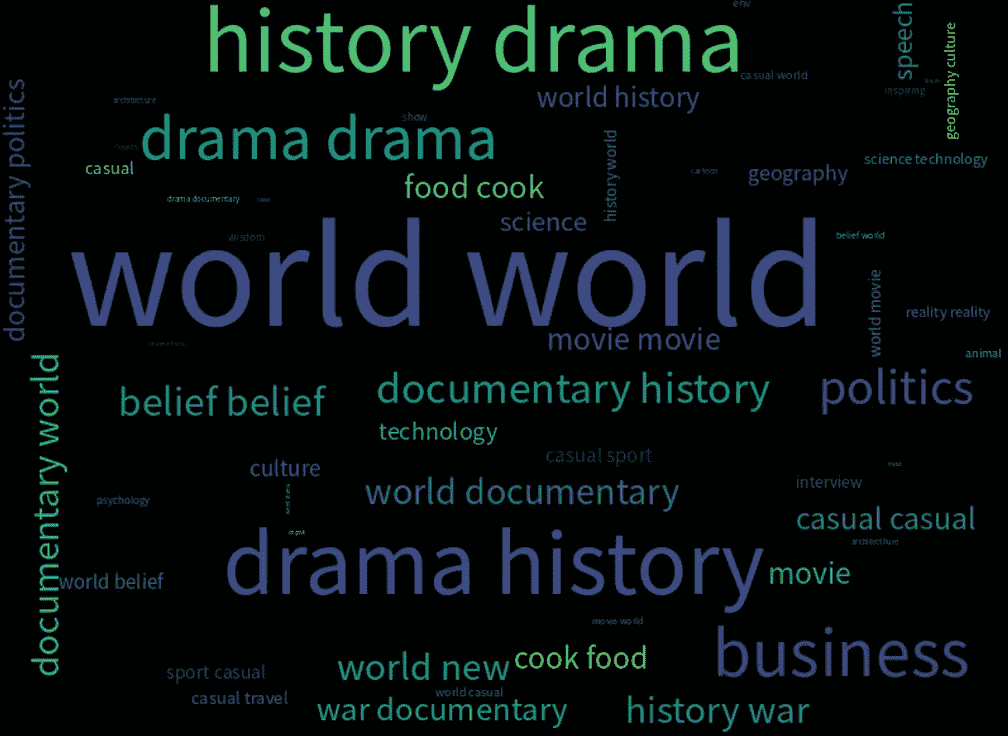 env
history drama
speech
geography culture
casual world
world history
inspiring
architecture
documentary politics
show
drama drama
historyworld
science technology
casual
cartoon
geography
food cook
drama documentary
science
wisdom
belief world
world world
world movie
reality reality
movie movie
animal
documentary world
belief belief
documentary history
politics
technology
casual sport
culture
interview
world documentary
psychology
casual casual
architecture
drama history
movie
world belief
movie world
business
cook food
world new
sport casual
world casual
casual travel
war documentary
history war